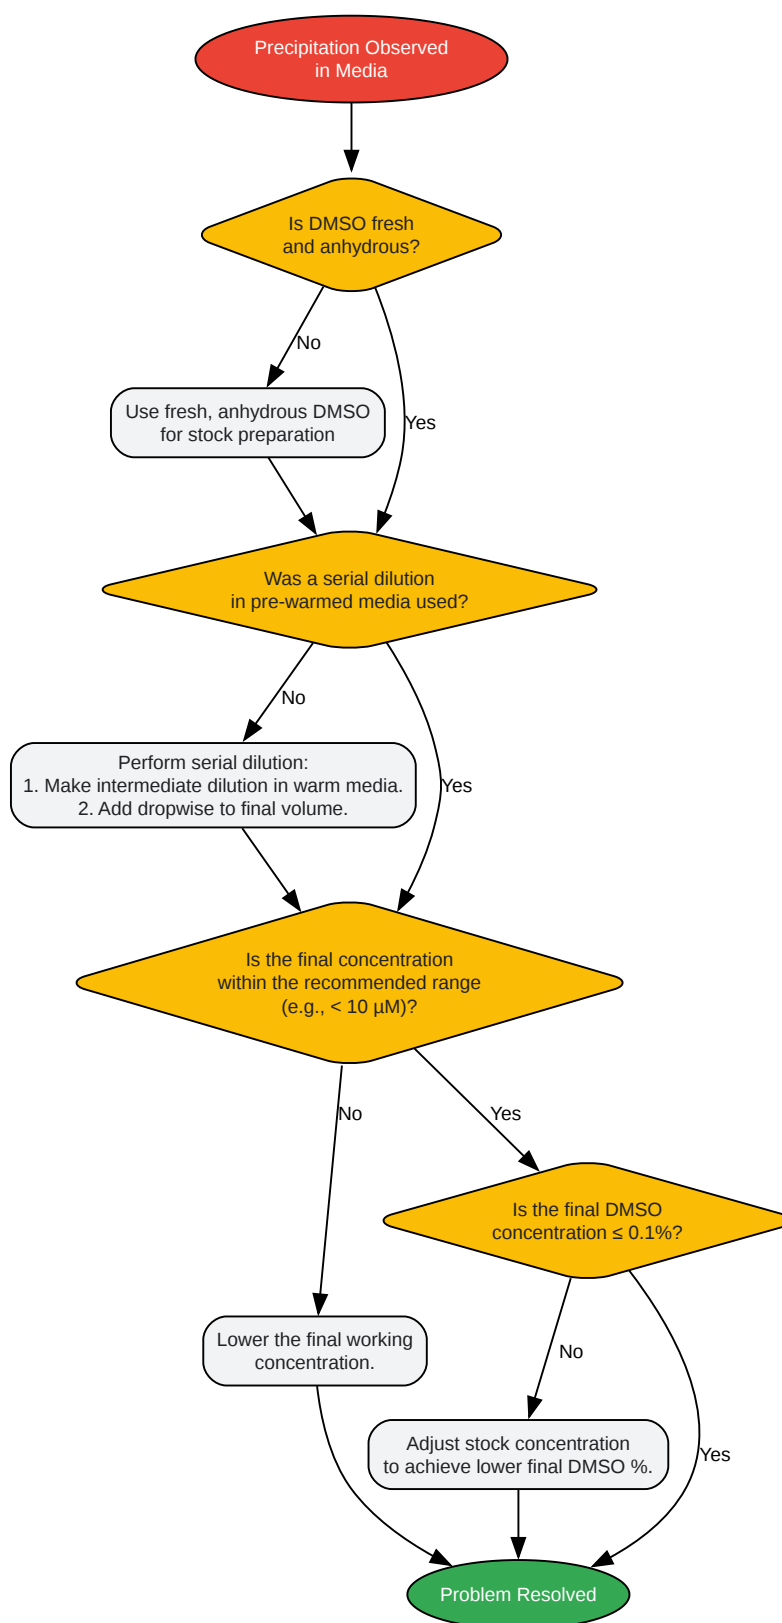 Precipitation Observed
in Media
Is DMSO fresh
and anhydrous?
No
Use fresh, anhydrous DMSO
for stock preparation
Yes
Was a serial dilution
in pre-warmed media used?
No
Perform serial dilution:
1. Make intermediate dilution in warm media.
2. Add dropwise to final volume.
Yes
Is the final concentration
within the recommended range
(e.g., < 10 µM)?
No
Yes
Is the final DMSO
concentration ≤ 0.1%?
Lower the final working
concentration.
No
Adjust stock concentration
to achieve lower final DMSO %.
Yes
Problem Resolved